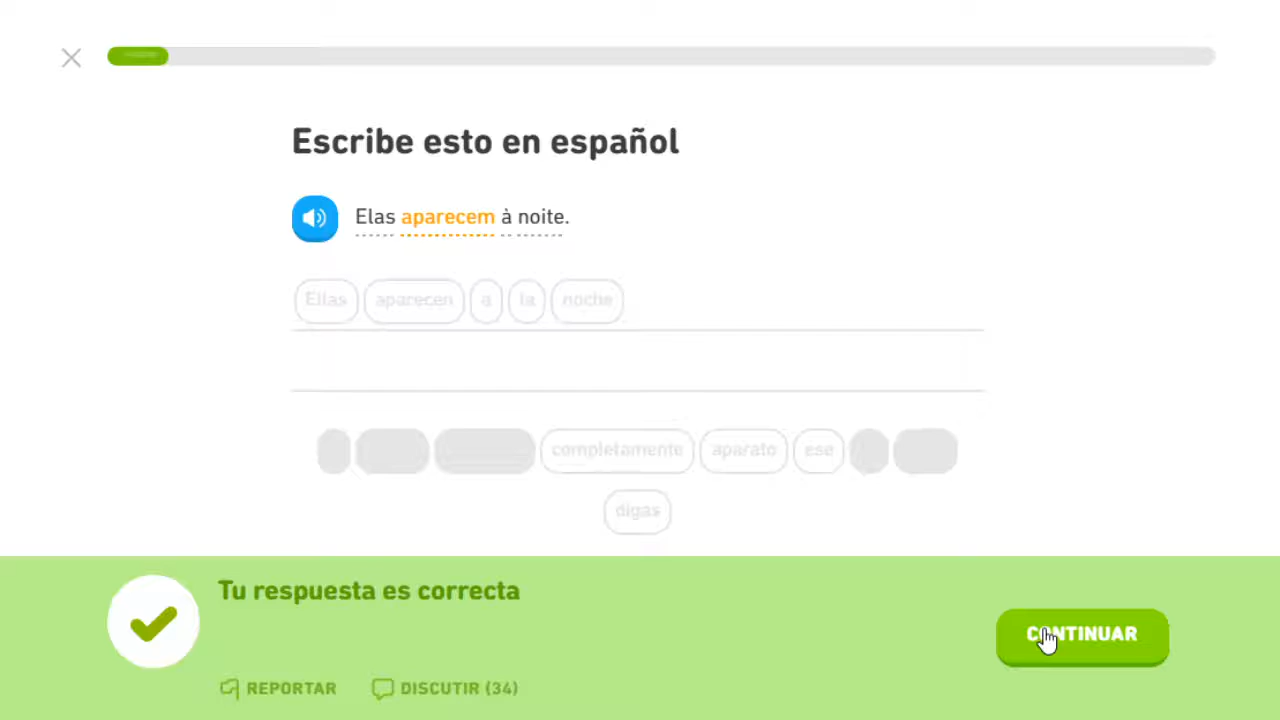 Escribe esto en español
Elas aparecem à noite.
Ellas aparecen a la noche
completamente aparato ese
digas
Tu respuesta es correcta
CONTINUAR
REPORTAR DISCUTIR (34)